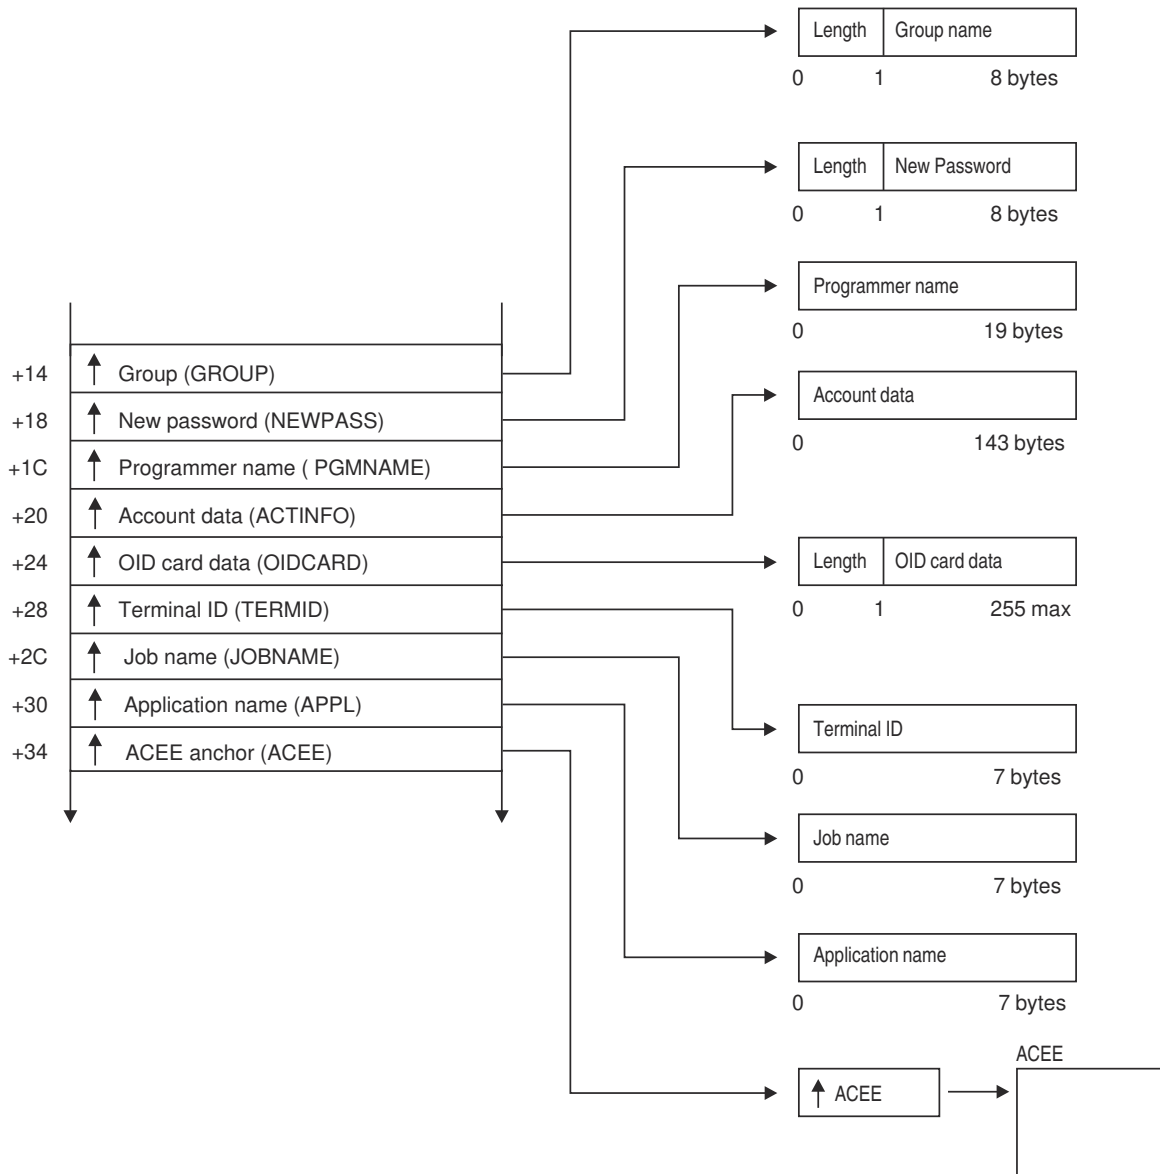 Length Group name
0 1 8 bytes
Length New Password
0 1 8 bytes
Programmer name
0 19 bytes
+14 Group (GROUP)
Account data
+18 New password (NEWPASS)
0 143 bytes
+1C Programmer name ( PGMNAME)
+20 Account data (ACTINFO)
+24 OID card data (OIDCARD)
Length OID card data
+28 Terminal ID (TERMID)
0 1 255 max
+2C Job name (JOBNAME)
+30 Application name (APPL)
Terminal ID
+34 ACEE anchor (ACEE)
0 7 bytes
Job name
0 7 bytes
Application name
0 7 bytes
ACEE
ACEE